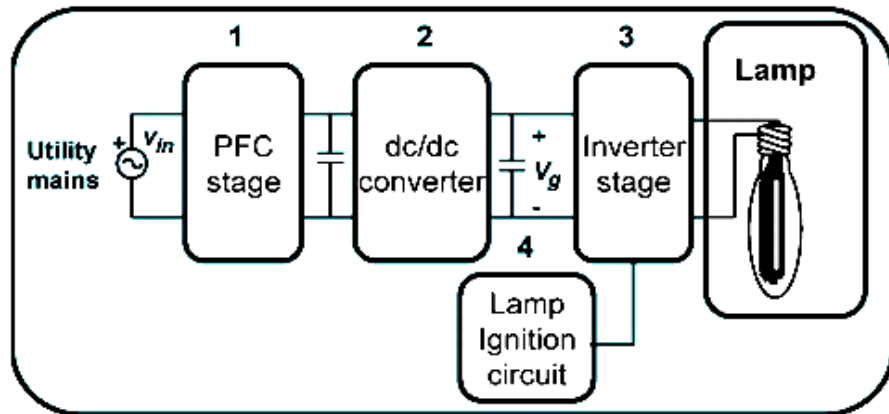 1
2
3
Lamp
Utility
mains
+
V_in
PFC
stage
dc/dc
converter
+
V_g
-
Inverter
stage
4
Lamp
Ignition
circuit